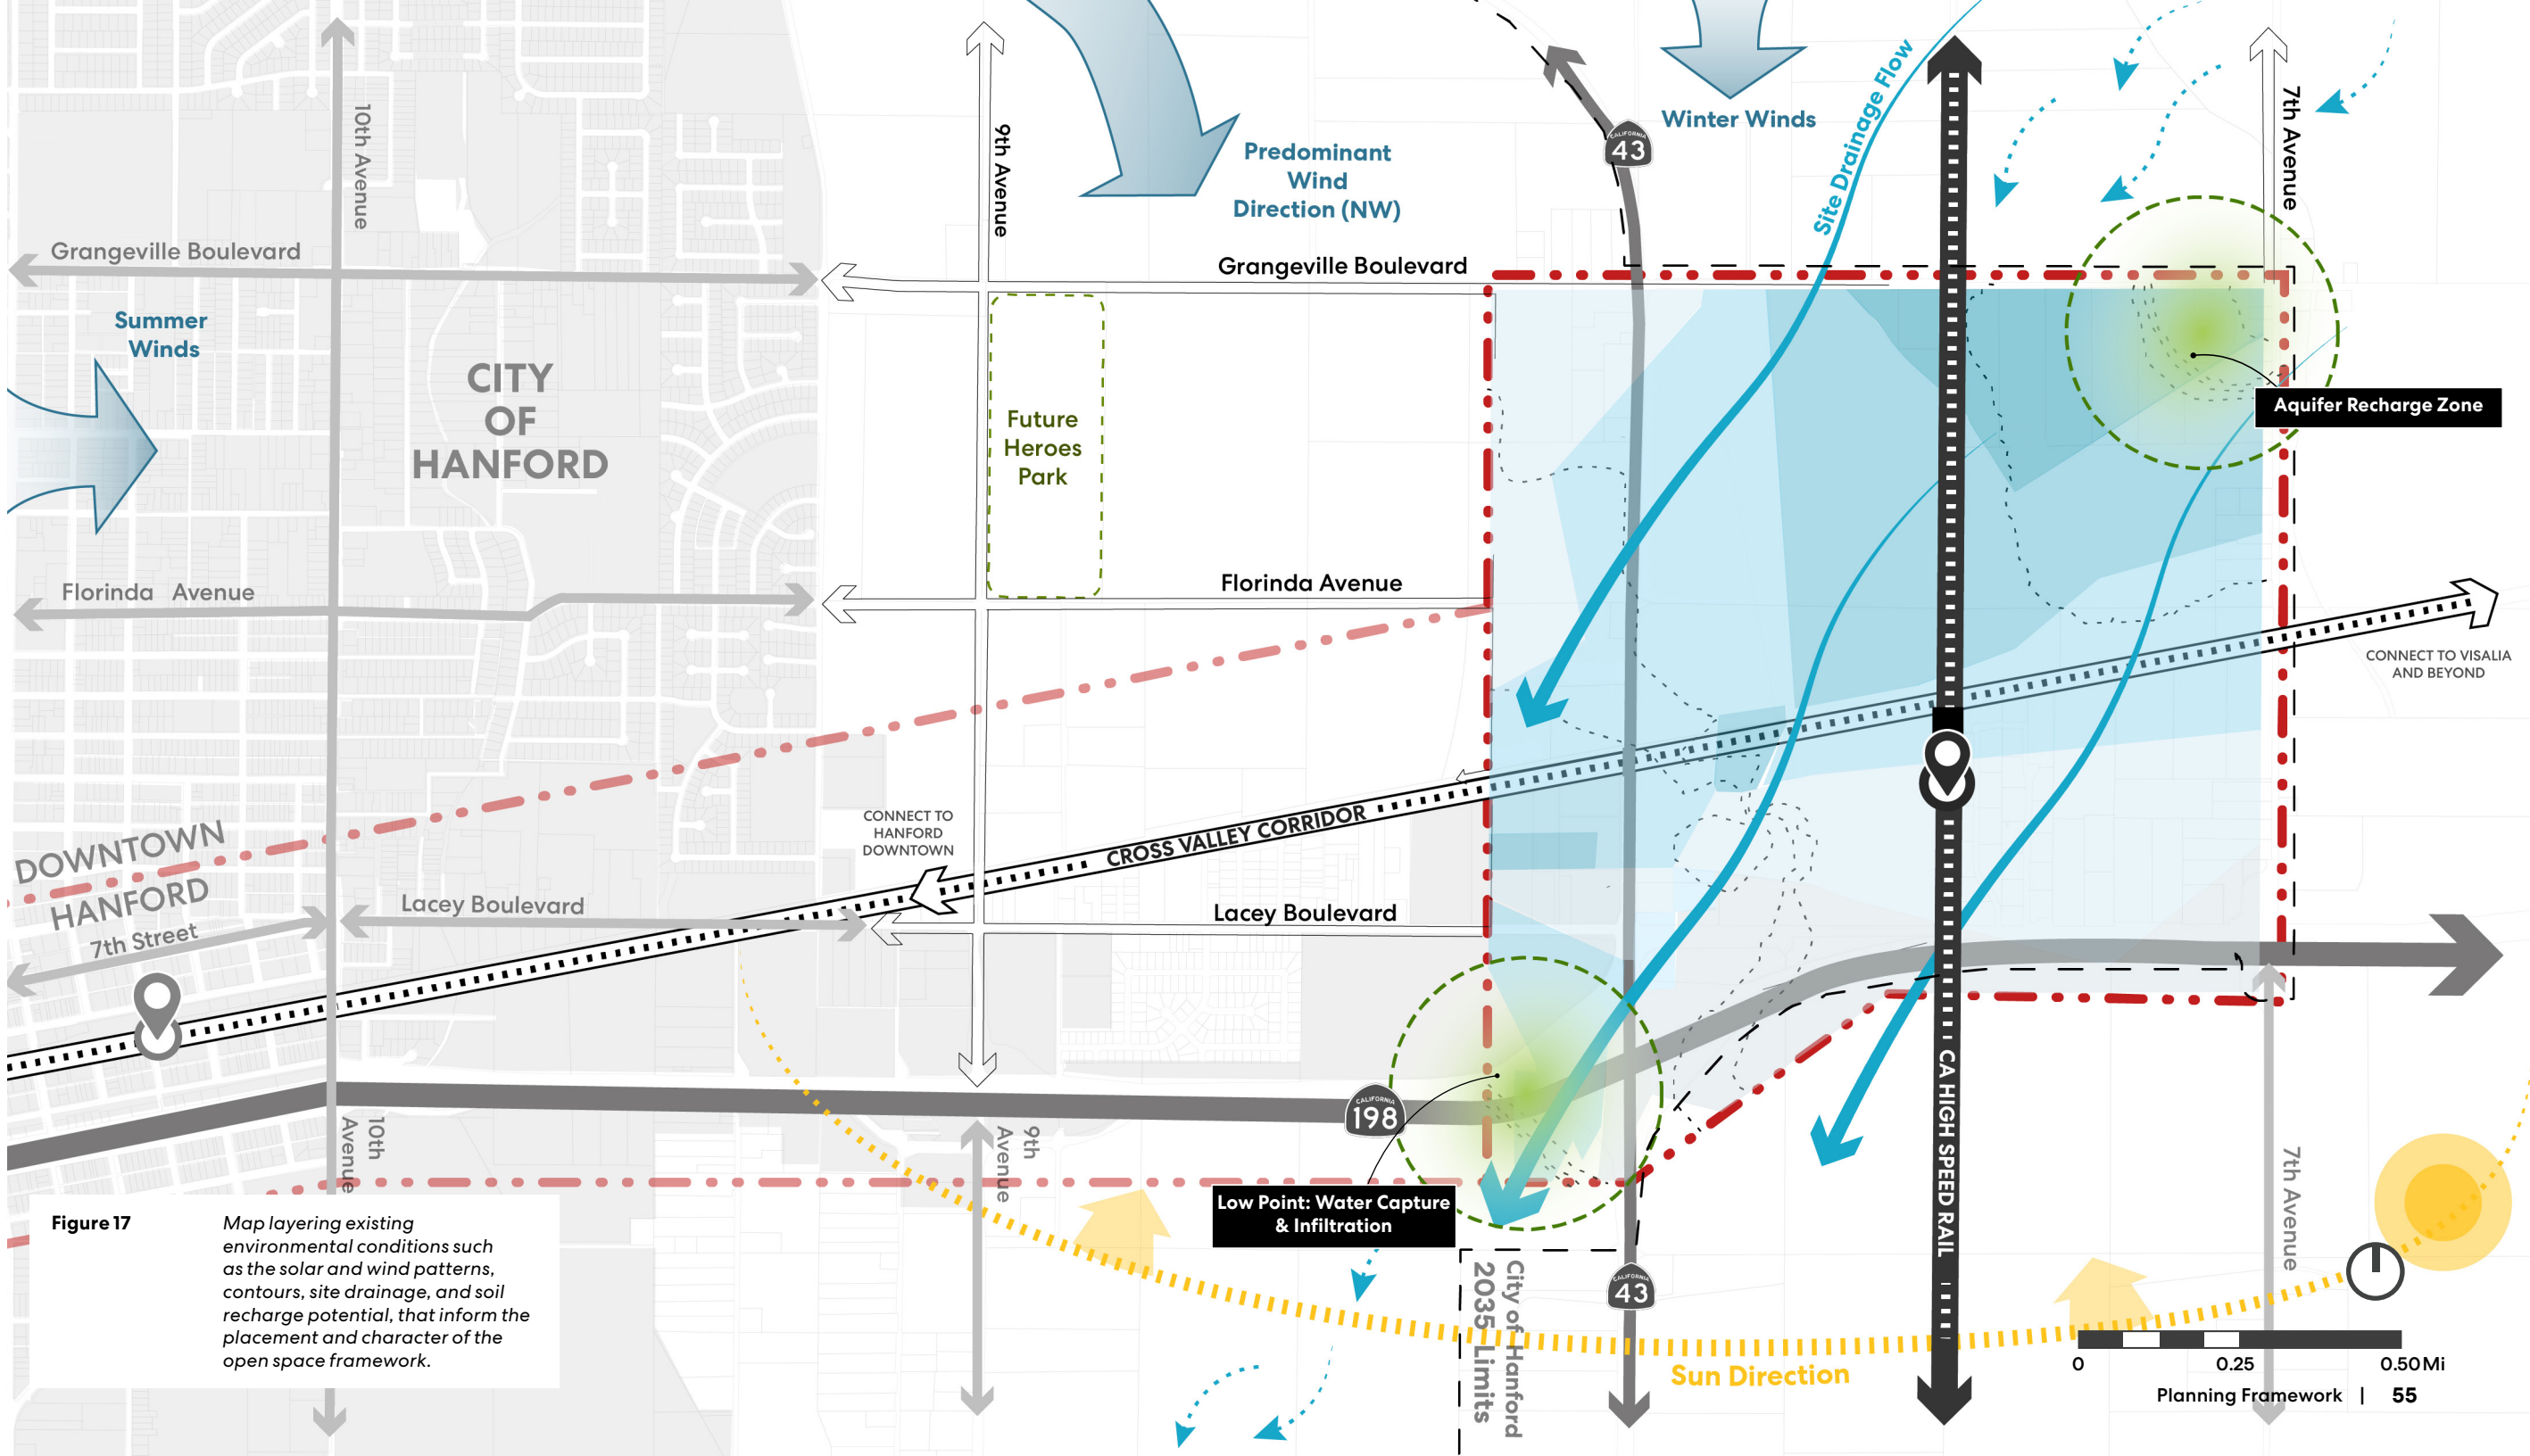 10th Avenue
9th Avenue
7th Avenue
Site Drainage Flow
CALIFORNIA
43
Winter Winds
Predominant
Wind
Direction (NW)
Grangeville Boulevard
Grangeville Boulevard
Summer
Winds
CITY
OF
HANFORD
Future
Heroes
Park
Aquifer Recharge Zone
Florinda Avenue
Florinda Avenue
CONNECT TO VISALIA
AND BEYOND
CONNECT TO
HANFORD
DOWNTOWN
CROSS VALLEY CORRIDOR
DOWNTOWN
HANFORD
7th Street
Lacey Boulevard
Lacey Boulevard
CALIFORNIA
198
10th
Avenue
9th
Avenue
7th Avenue
CA HIGH SPEED RAIL
Low Point: Water Capture
& Infiltration
City of Hanford
2035 Limits
CALIFORNIA
43
Sun Direction
0 0.25 0.50 Mi
Figure 17
Map layering existing
environmental conditions such
as the solar and wind patterns,
contours, site drainage, and soil
recharge potential, that inform the
placement and character of the
open space framework.
Planning Framework | 55